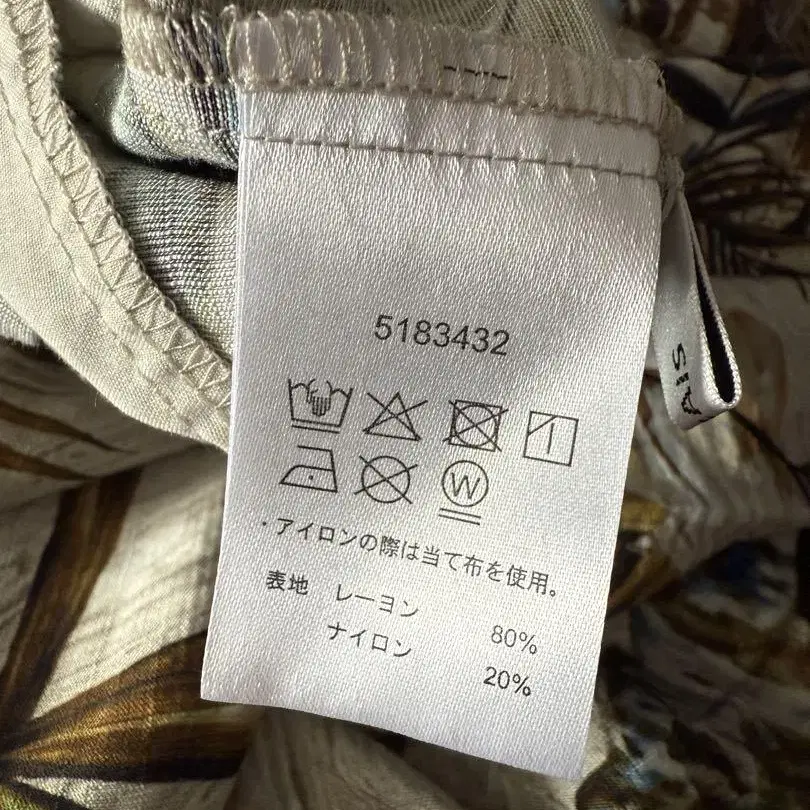 5183432
W
・アイロンの際は当て布を使用。
表地 レーヨン 80%
ナイロン 20%